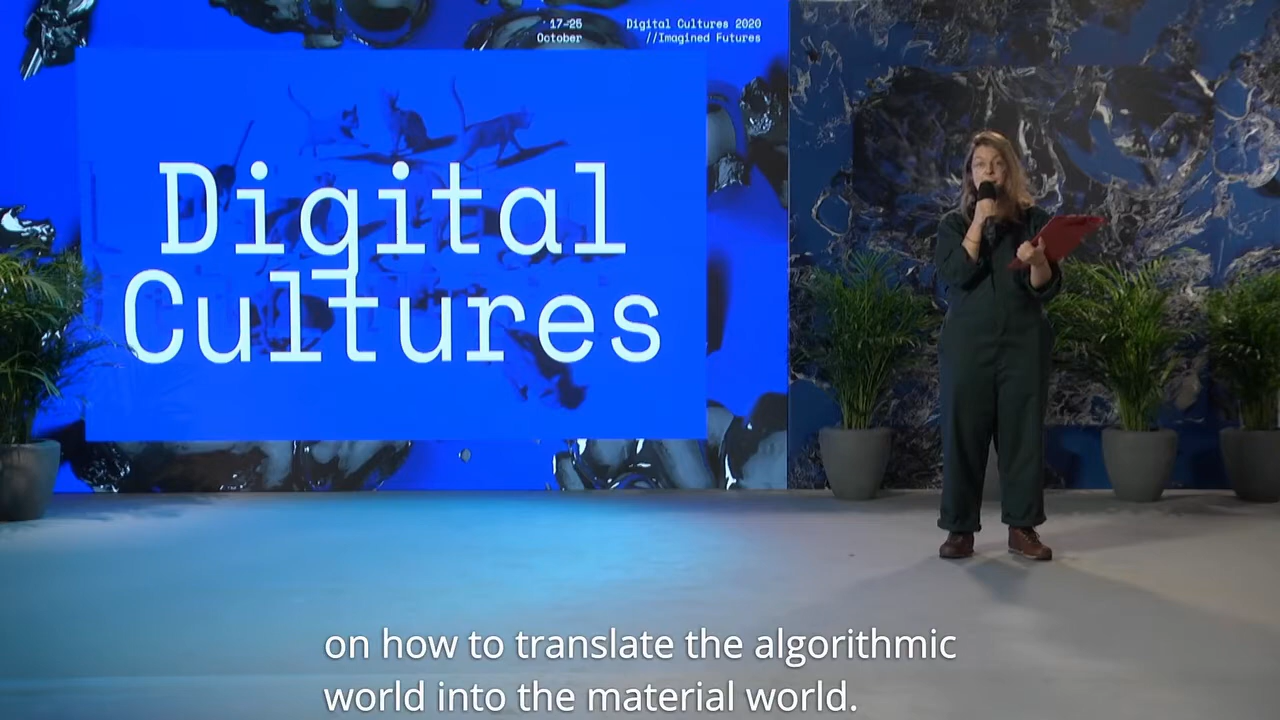 17-25
October
Digital Cultures 2020
//Imagined Futures
Digital
Cultures
on how to translate the algorithmic
world into the material world.